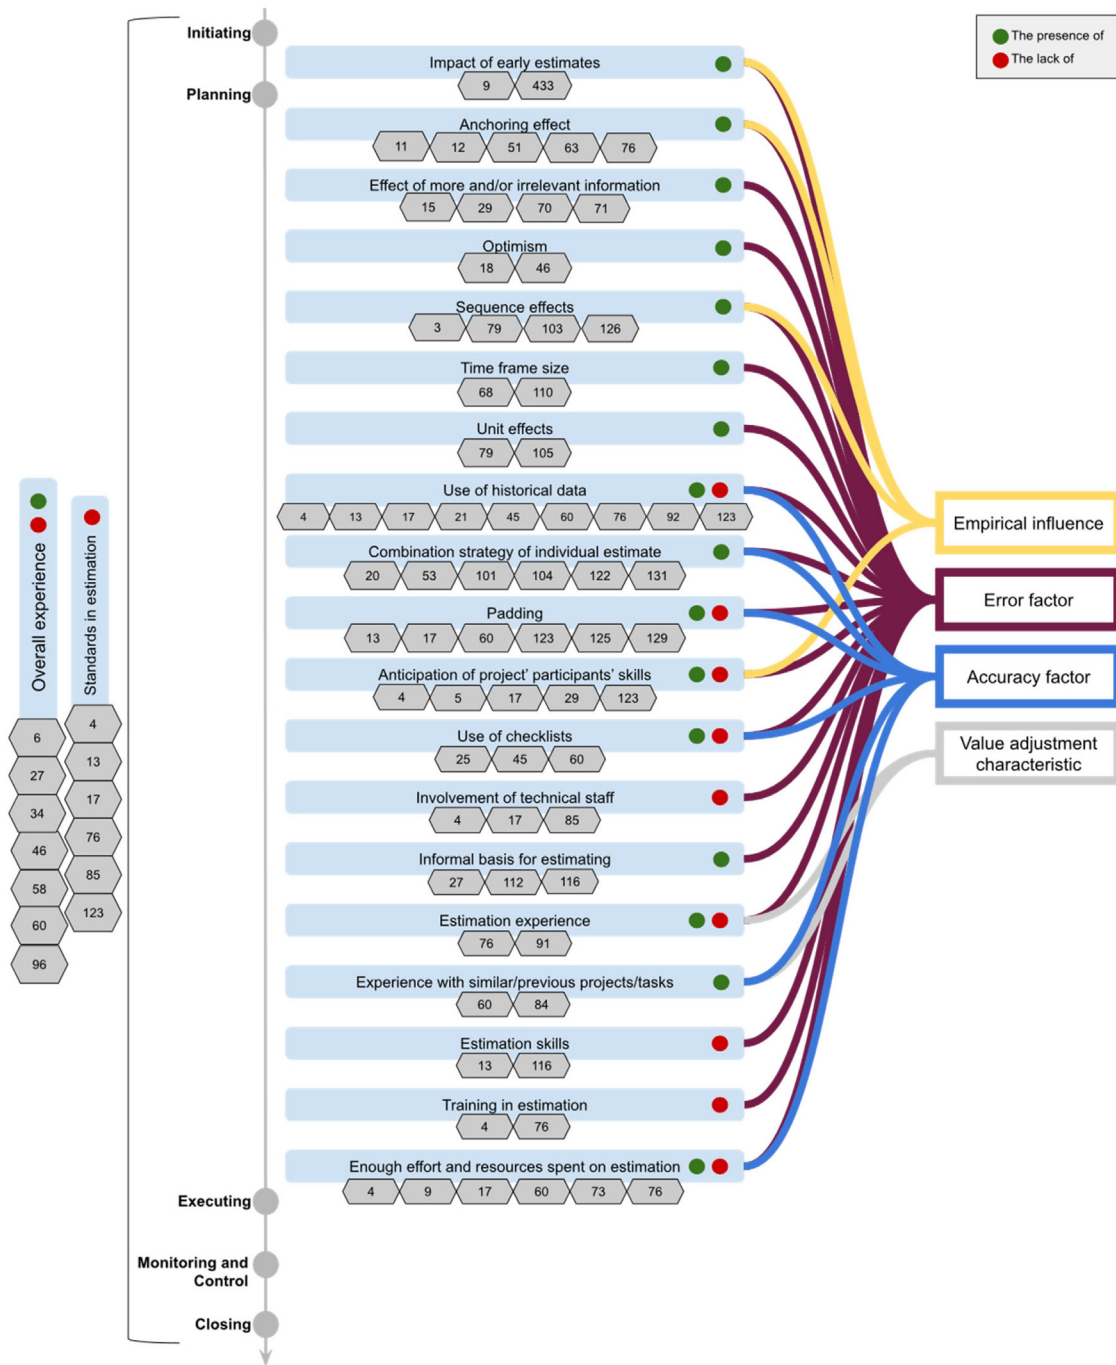 Initiating
Planning
The presence of
The lack of
Impact of early estimates
9 433
Anchoring effect
11 12 51 63 76
Effect of more and/or irrelevant information
15 29 70 71
Optimism
18 46
Sequence effects
3 79 103 126
Time frame size
68 110
Unit effects
79 105
Use of historical data
4 13 17 21 45 60 76 92 123
Combination strategy of individual estimate
20 53 101 104 122 131
Padding
13 17 60 123 125 129
Anticipation of project' participants' skills
4 5 17 29 123
Use of checklists
25 45 60
Involvement of technical staff
4 17 85
Informal basis for estimating
27 112 116
Estimation experience
76 91
Experience with similar/previous projects/tasks
60 84
Estimation skills
13 116
Training in estimation
4 76
Enough effort and resources spent on estimation
4 9 17 60 73 76
Executing
Monitoring and
Control
Closing
Overall experience
6
27
34
46
58
60
96
Standards in estimation
4
13
17
76
85
123
Empirical influence
Error factor
Accuracy factor
Value adjustment
characteristic